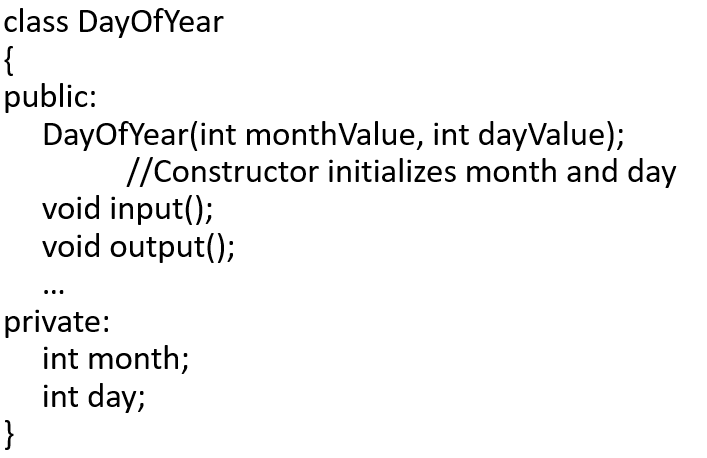 class DayOfYear
{
public:
DayOfYear(int monthValue, int dayValue);
//Constructor initializes month and day
void input();
void output();
…
private:
int month;
int day;
}